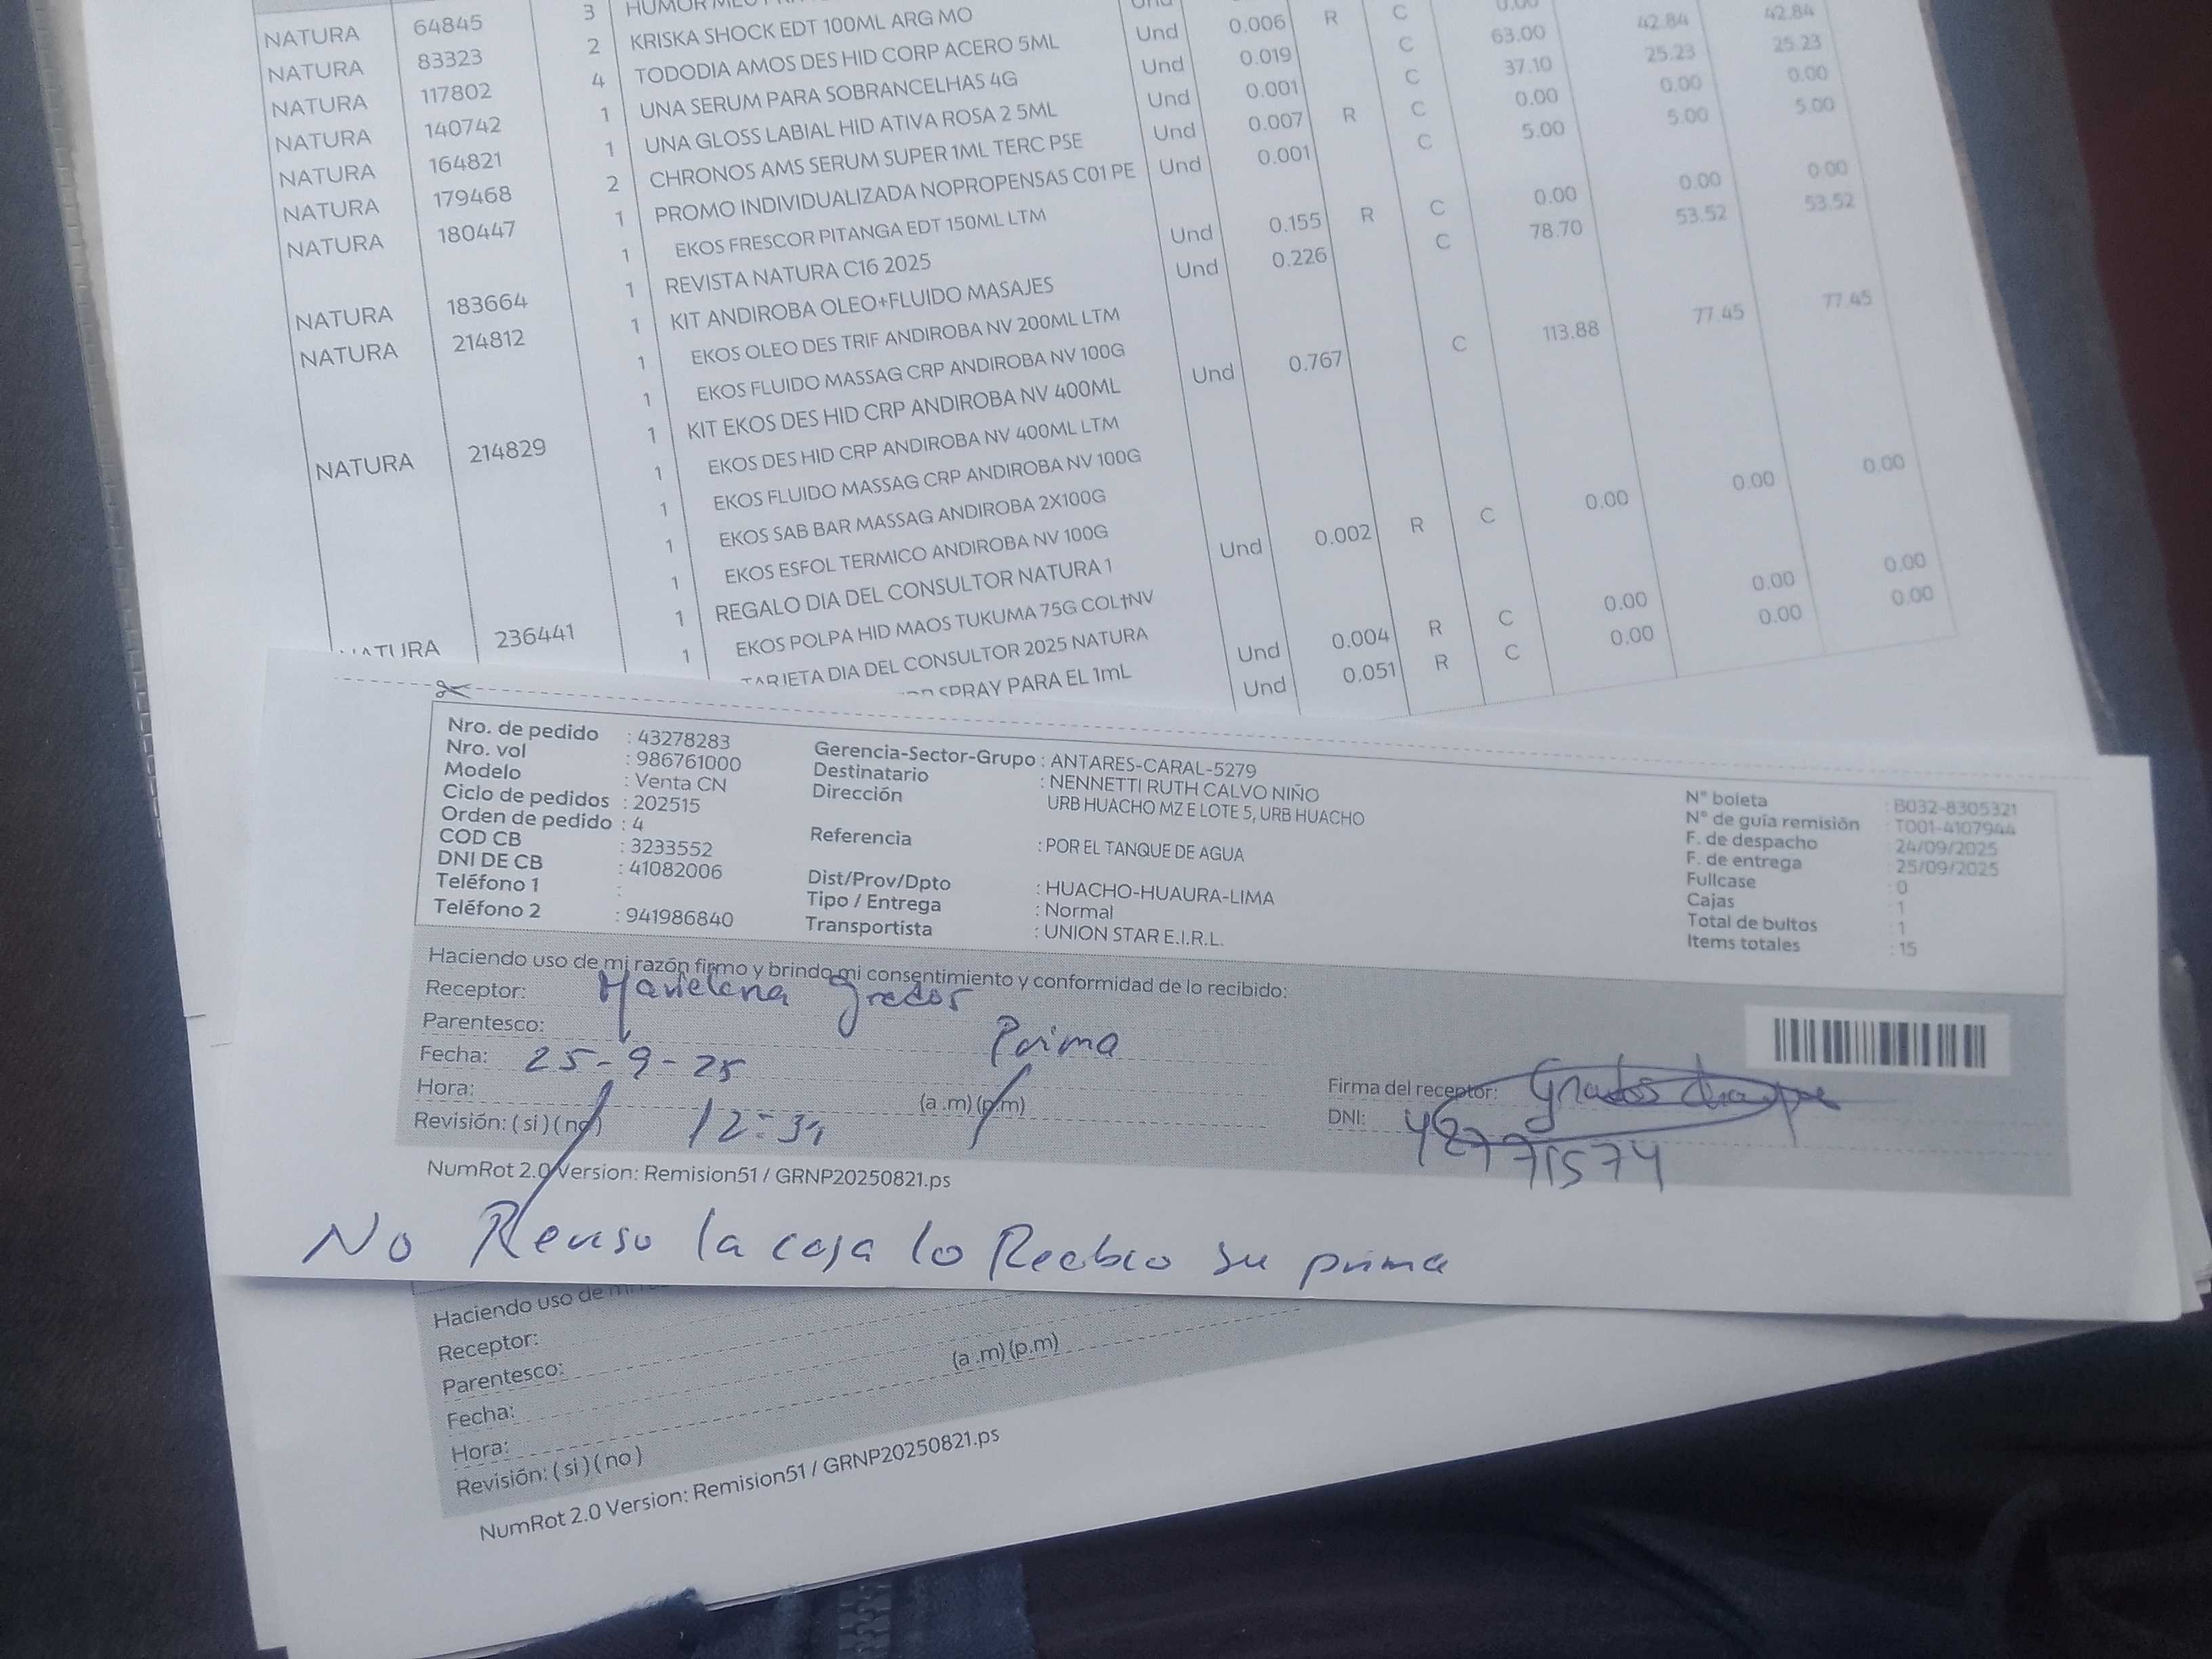 NATURA 64845 3
NATURA 83323 2 KRISKA SHOCK EDT 100ML ARG MO Und 0.006 R C 0.00
NATURA 117802 4 TODODIA AMOS DES HID CORP ACERO 5ML Und 0.019 C 63.00 42.84 42.84
NATURA 140742 1 UNA SERUM PARA SOBRANCELHAS 4G Und 0.001 C 37.10 25.23 25.23
NATURA 164821 1 UNA GLOSS LABIAL HID ATIVA ROSA 2 5ML Und 0.007 R C 0.00 0.00 0.00
NATURA 179468 2 CHRONOS AMS SERUM SUPER 1ML TERC PSE Und 0.001 C 5.00 5.00 5.00
NATURA 180447 1 PROMO INDIVIDUALIZADA NOPROPENSAS C01 PE
1 EKOS FRESCOR PITANGA EDT 150ML LTM Und 0.155 R C 0.00 0.00 0.00
NATURA 183664 1 REVISTA NATURA C16 2025 Und 0.226 C 78.70 53.52 53.52
NATURA 214812 1 KIT ANDIROBA OLEO+FLUIDO MASAJES
1 EKOS OLEO DES TRIF ANDIROBA NV 200ML LTM
1 EKOS FLUIDO MASSAG CRP ANDIROBA NV 100G Und 0.767 C 113.88 77.45 77.45
NATURA 214829 1 KIT EKOS DES HID CRP ANDIROBA NV 400ML
1 EKOS DES HID CRP ANDIROBA NV 400ML LTM
1 EKOS FLUIDO MASSAG CRP ANDIROBA NV 100G
1 EKOS SAB BAR MASSAG ANDIROBA 2X100G
1 EKOS ESFOL TERMICO ANDIROBA NV 100G Und 0.002 R C 0.00 0.00 0.00
NATURA 236441 1 REGALO DIA DEL CONSULTOR NATURA 1
1 EKOS POLPA HID MAOS TUKUMA 75G COL†NV
TARJETA DIA DEL CONSULTOR 2025 NATURA Und 0.004 R C 0.00 0.00 0.00
SPRAY PARA EL 1mL Und 0.051 R C 0.00 0.00 0.00
Nro. de pedido : 43278283
Nro. vol : 986761000
Modelo : Venta CN
Ciclo de pedidos : 202515
Orden de pedido : 4
COD CB : 3233552
DNI DE CB : 41082006
Teléfono 1 :
Teléfono 2 : 941986840
Gerencia-Sector-Grupo : ANTARES-CARAL-5279
Destinatario : NENNETTI RUTH CALVO NIÑO
Dirección URB HUACHO MZ E LOTE 5, URB HUACHO
Referencia : POR EL TANQUE DE AGUA
Dist/Prov/Dpto : HUACHO-HUAURA-LIMA
Tipo / Entrega : Normal
Transportista : UNION STAR E.I.R.L.
N° boleta : B032-8305321
N° de guía remisión : T001-4107944
F. de despacho : 24/09/2025
F. de entrega : 25/09/2025
Fullcase : 0
Cajas : 1
Total de bultos : 1
Items totales : 15
Haciendo uso de mi razón firmo y brindo mi consentimiento y conformidad de lo recibido:
Receptor: Marielena
Parentesco: Prima
Fecha: 25-9-25
Hora: 12:31 (a.m) (p.m)
Revisión: ( si ) ( no )
Firma del receptor: Grados
DNI: 48771574
NumRot 2.0 Version: Remision51 / GRNP20250821.ps
No Reviso la caja lo Recibio su prima
Haciendo uso de
Receptor:
Parentesco:
Fecha:
Hora: (a .m) (p.m)
Revisión: ( si ) ( no )
NumRot 2.0 Version: Remision51 / GRNP20250821.ps